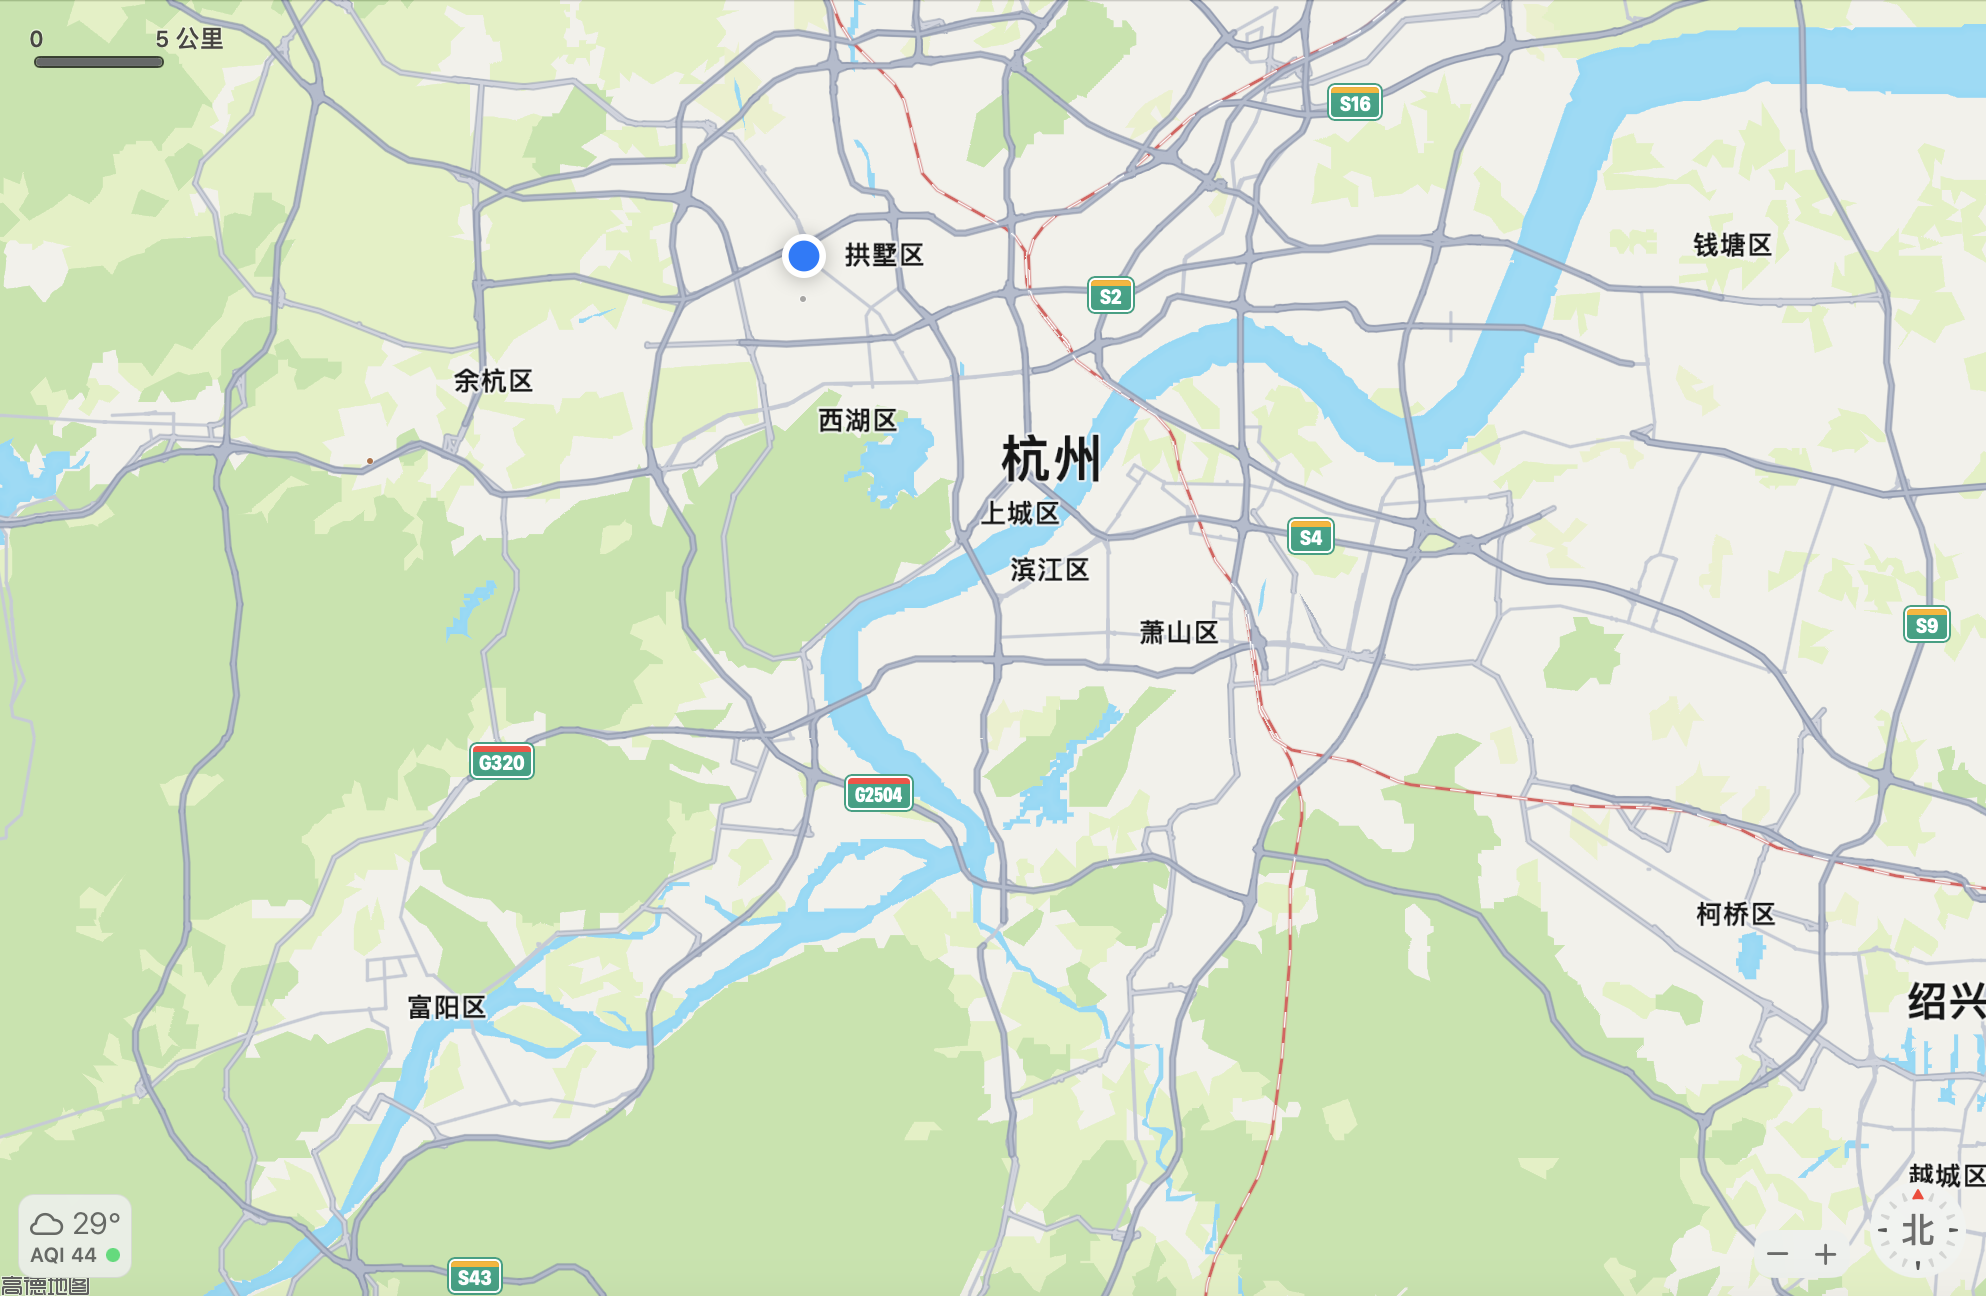 0 5 公里
S16
钱塘区
拱墅区
S2
余杭区
西湖区
杭州
上城区
S4
滨江区
萧山区
S9
G320
G2504
柯桥区
绍兴
富阳区
越城区
北
29°
AQI 44
− +
S43
高德地图